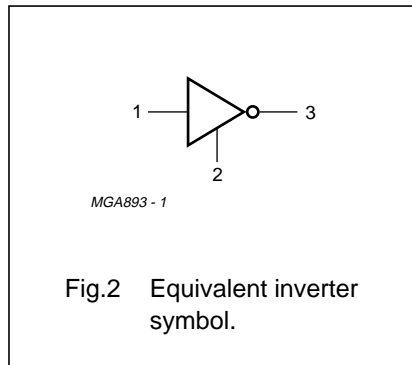 1
3
2
MGA893 - 1
Fig.2 Equivalent inverter
symbol.